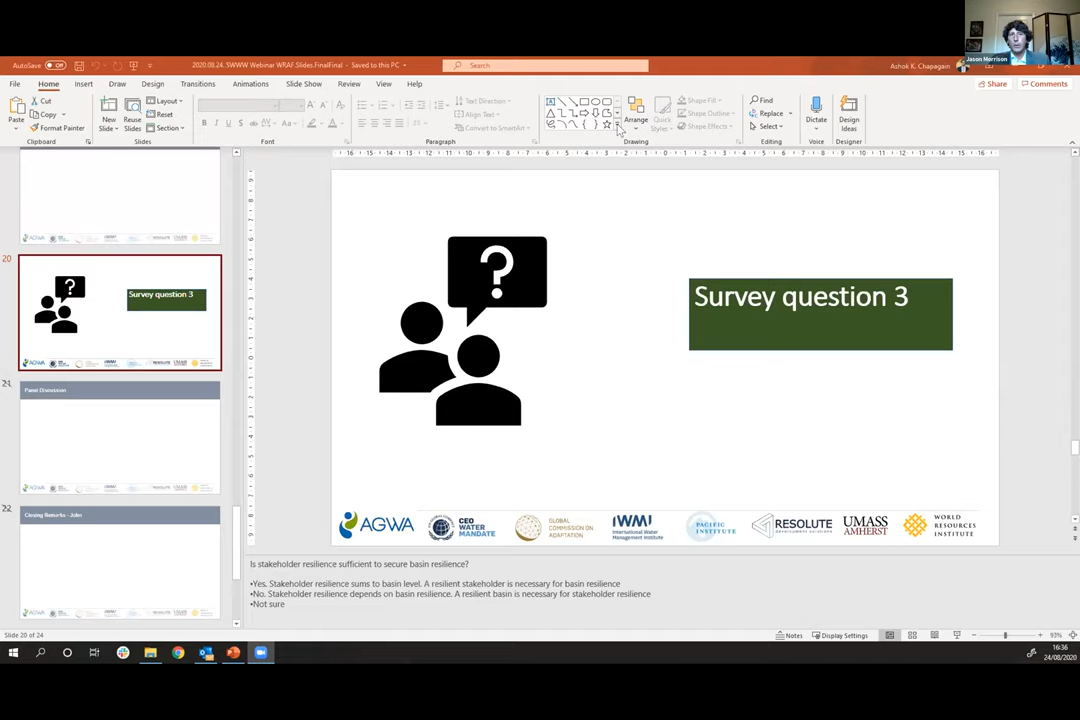 Jason Morrison
AutoSave Off
2020.08.24. SWWW Webinar WRAF.Slides.FinalFinal - Saved to this PC
Search
Ashok K. Chapagain
File Home Insert Draw Design Transitions Animations Slide Show Review View Help
Share Comments
Paste
Cut
Copy
Format Painter
Clipboard
New
Slide
Reuse
Slides
Layout
Reset
Section
Slides
Font
Text Direction
Align Text
Convert to SmartArt
Paragraph
Arrange
Quick
Styles
Shape Fill
Shape Outline
Shape Effects
Drawing
Find
Replace
Select
Editing
Dictate
Voice
Design
Ideas
Designer
20
?
Survey question 3
21
Panel Discussion
22
Closing Remarks - John
?
Survey question 3
AGWA
CEO
WATER
MANDATE
GLOBAL
COMMISSION ON
ADAPTATION
IWMI
International Water
Management Institute
PACIFIC
INSTITUTE
RESOLUTE
development solutions
UMASS
AMHERST
WORLD
RESOURCES
INSTITUTE
Is stakeholder resilience sufficient to secure basin resilience?
•Yes. Stakeholder resilience sums to basin level. A resilient stakeholder is necessary for basin resilience
•No. Stakeholder resilience depends on basin resilience. A resilient basin is necessary for stakeholder resilience
•Not sure
Slide 20 of 24
Notes
Display Settings
93%
16:36
24/08/2020